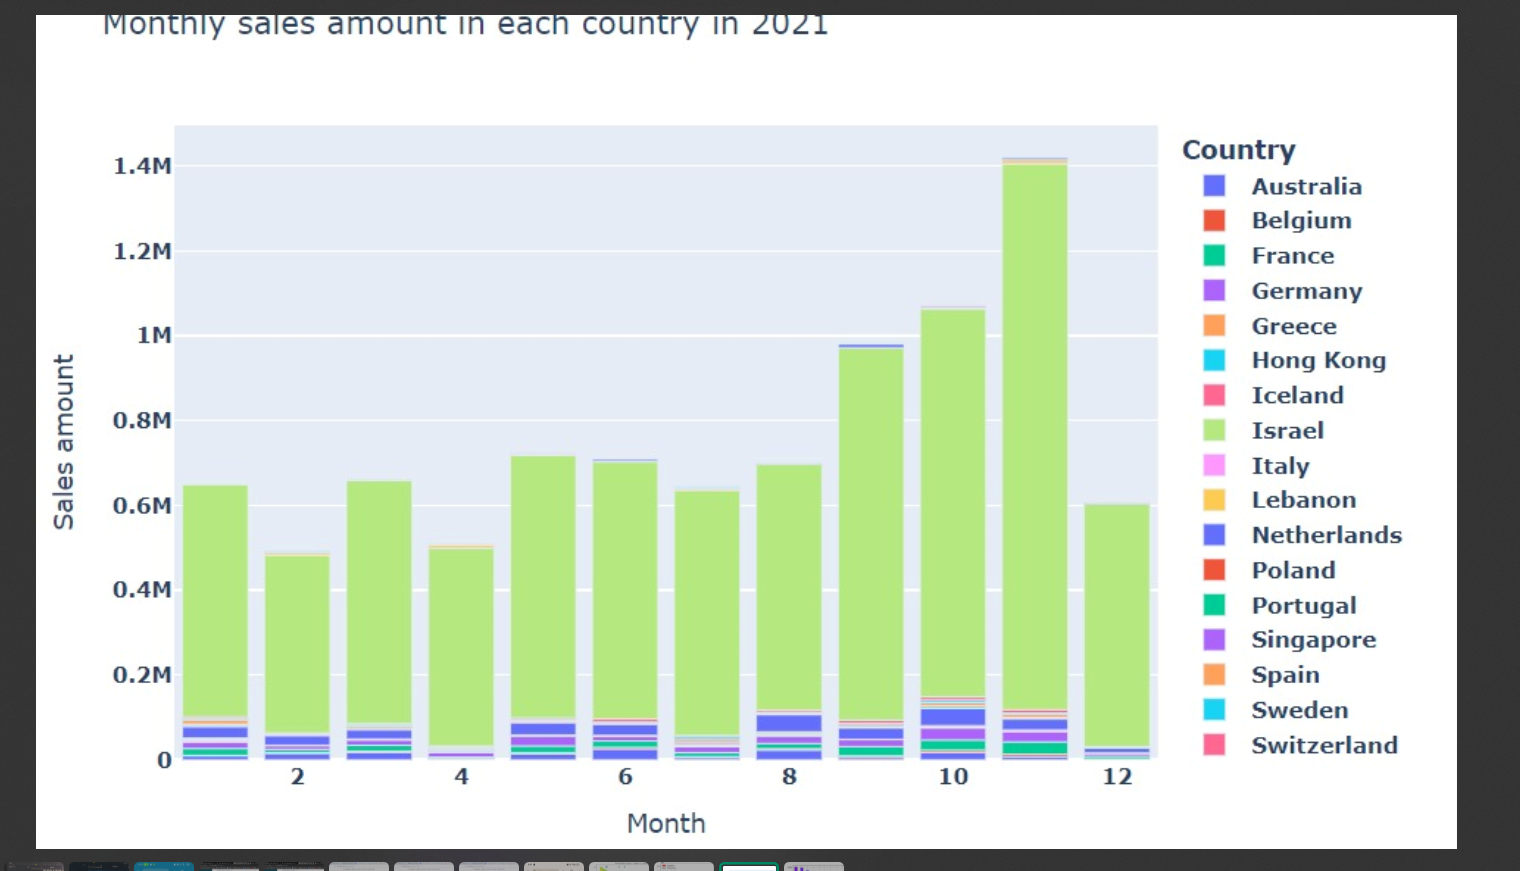 Monthly sales amount in each country in 2021
Sales amount
1.4M
1.2M
1M
0.8M
0.6M
0.4M
0.2M
0
2 4 6 8 10 12
Month
Country
Australia
Belgium
France
Germany
Greece
Hong Kong
Iceland
Israel
Italy
Lebanon
Netherlands
Poland
Portugal
Singapore
Spain
Sweden
Switzerland